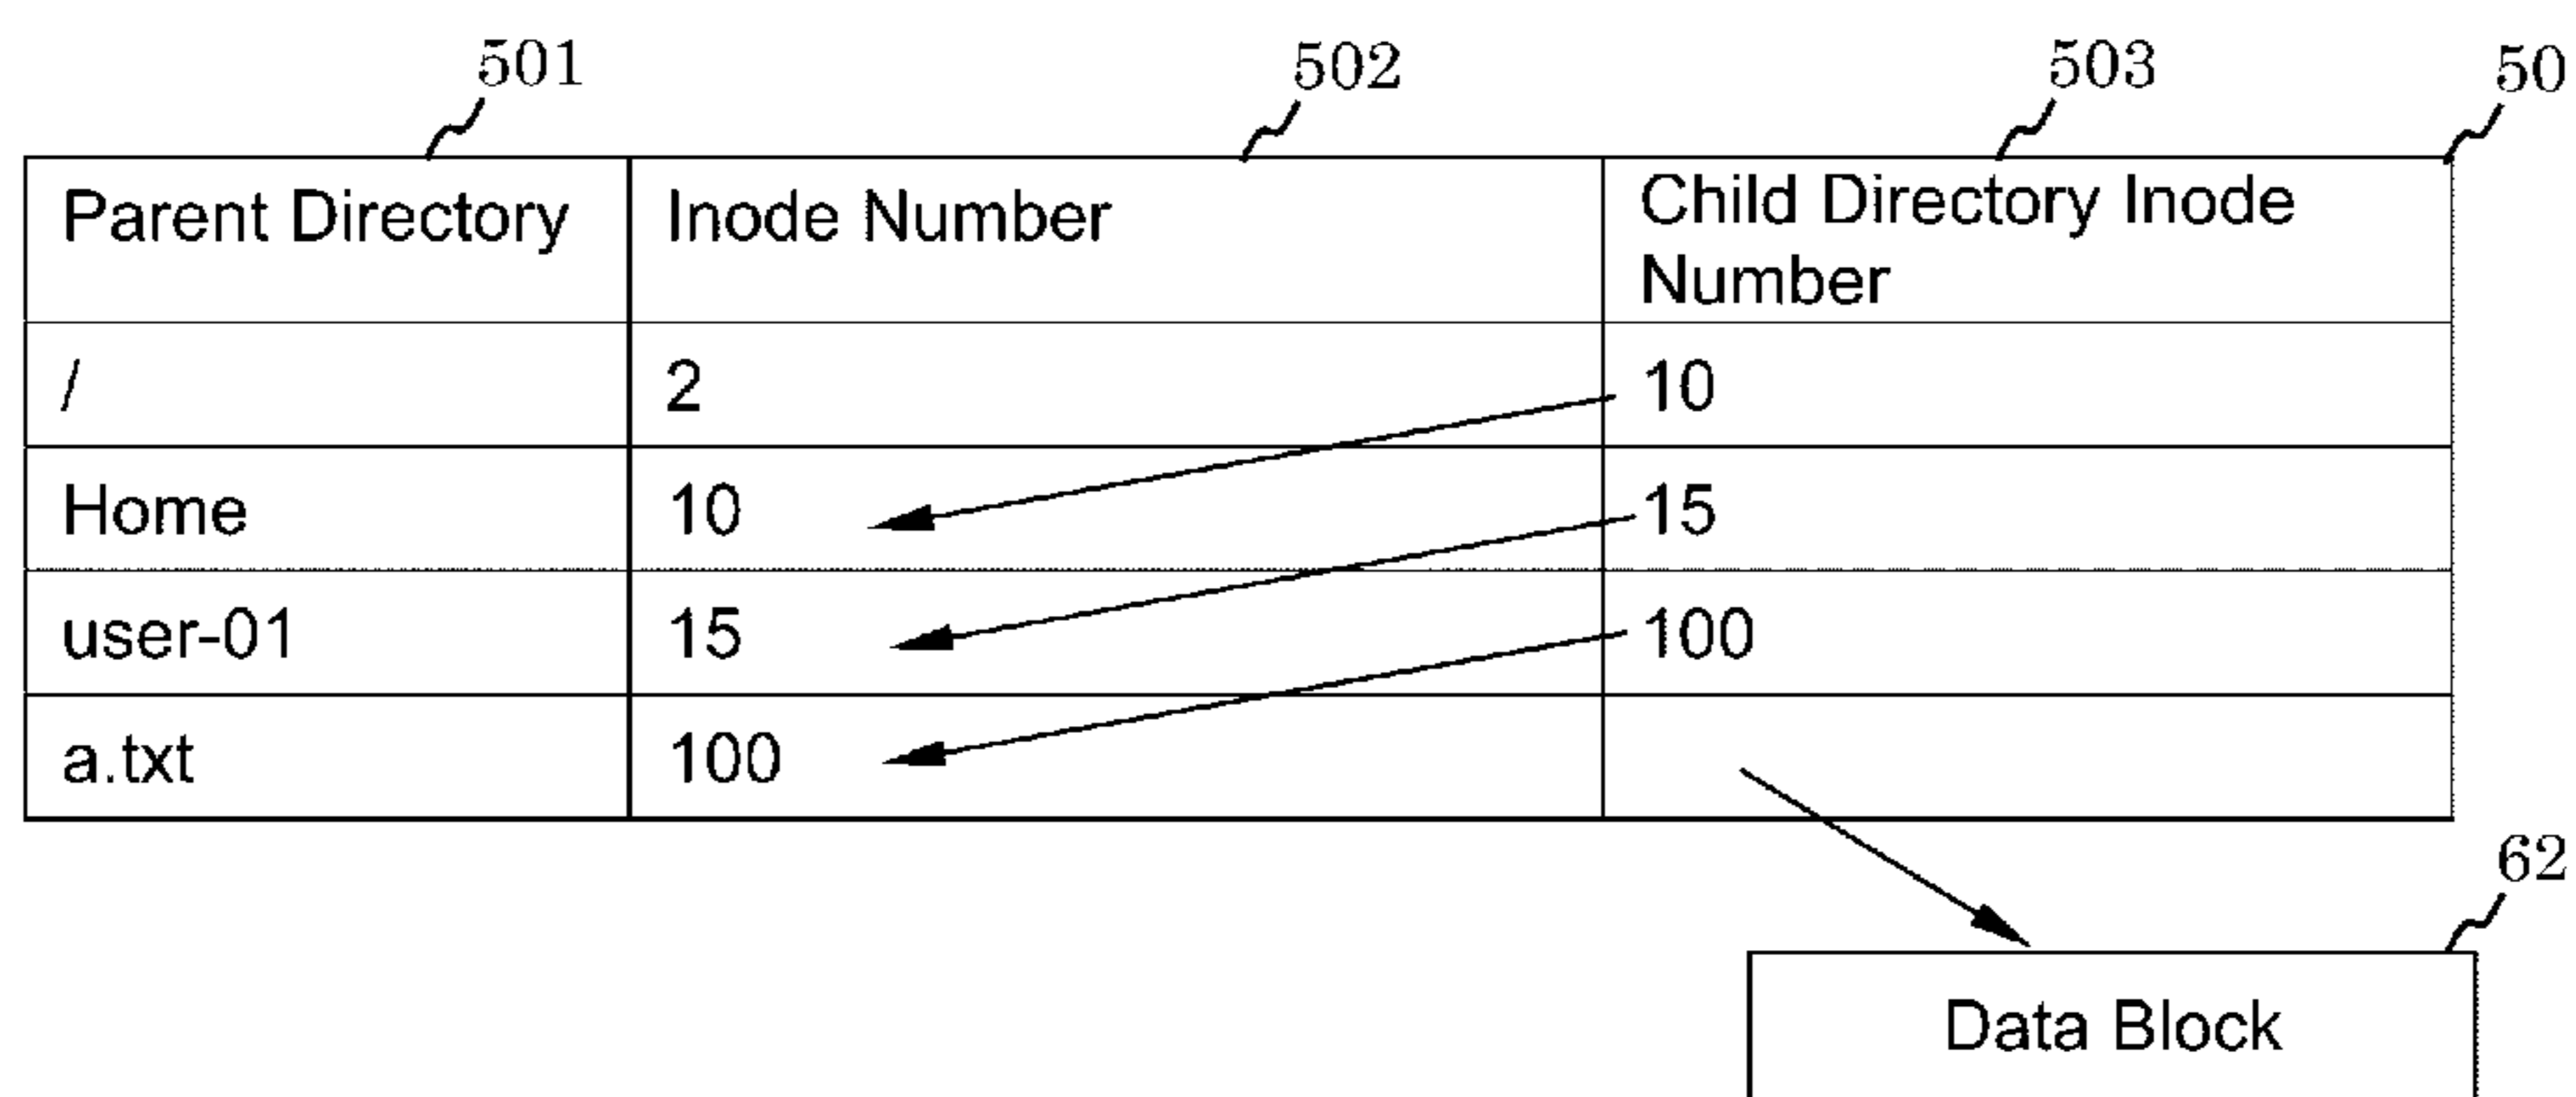 501 502 503 50
Parent Directory Inode Number Child Directory Inode
Number
/ 2 10
Home 10 15
user-01 15 100
a.txt 100
62
Data Block